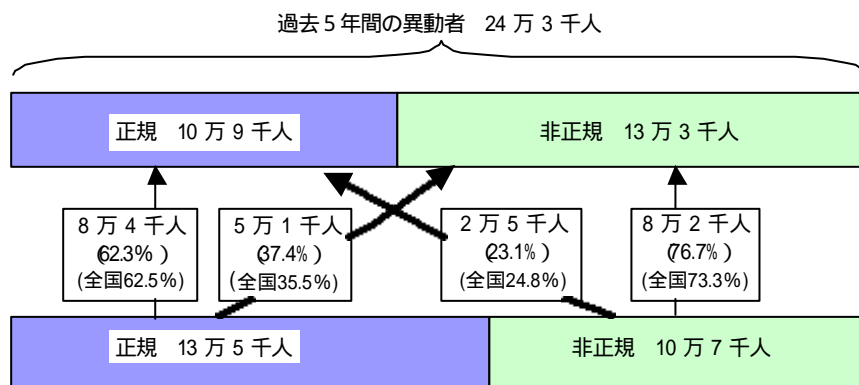 過去5年間の異動者 24万3千人
正規 10万9千人
非正規 13万3千人
8万4千人
(62.3%)
(全国62.5%)
5万1千人
(37.4%)
(全国35.5%)
2万5千人
(23.1%)
(全国24.8%)
8万2千人
(76.7%)
(全国73.3%)
正規 13万5千人
非正規 10万7千人